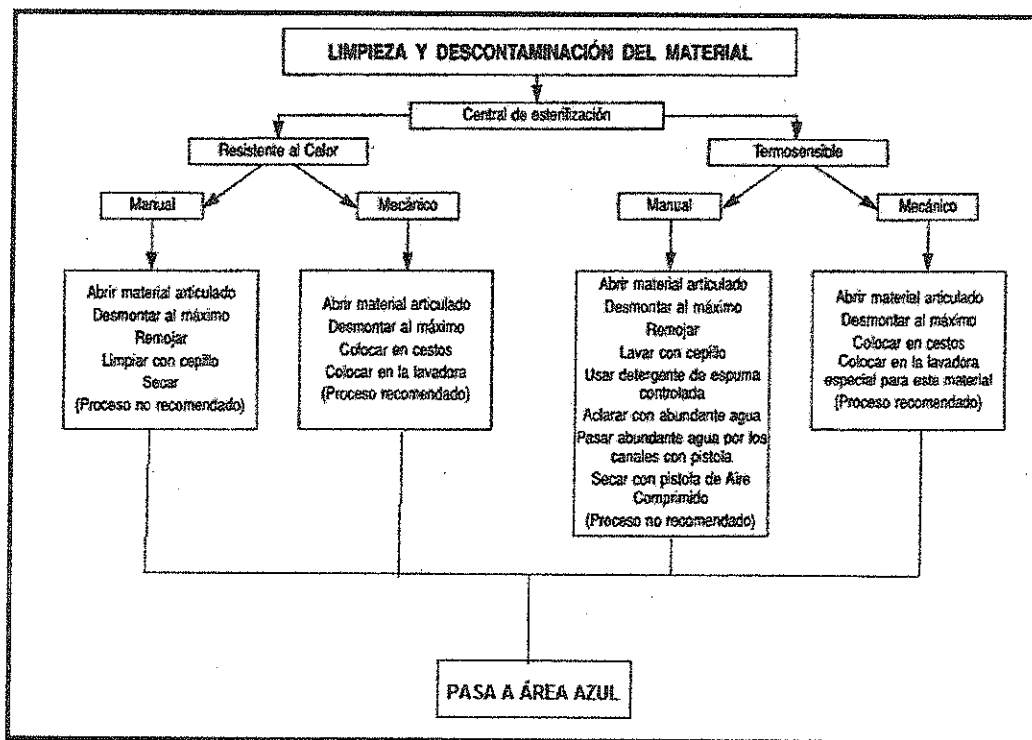 LIMPIEZA Y DESCONTAMINACIÓN DEL MATERIAL
Central de esterilización
Resistente al Calor
Termosensible
Manual
Mecánico
Manual
Mecánico
Abrir material articulado
Desmontar al máximo
Remojar
Limpiar con cepillo
Secar
(Proceso no recomendado)
Abrir material articulado
Desmontar al máximo
Colocar en cestos
Colocar en la lavadora
(Proceso recomendado)
Abrir material articulado
Desmontar al máximo
Remojar
Lavar con cepillo
Usar detergente de espuma
controlada
Aclarar con abundante agua
Pasar abundante agua por los
canales con pistola
Secar con pistola de Aire
Comprimido
(Proceso no recomendado)
Abrir material articulado
Desmontar al máximo
Colocar en cestos
Colocar en la lavadora
especial para este material
(Proceso recomendado)
PASA A ÁREA AZUL